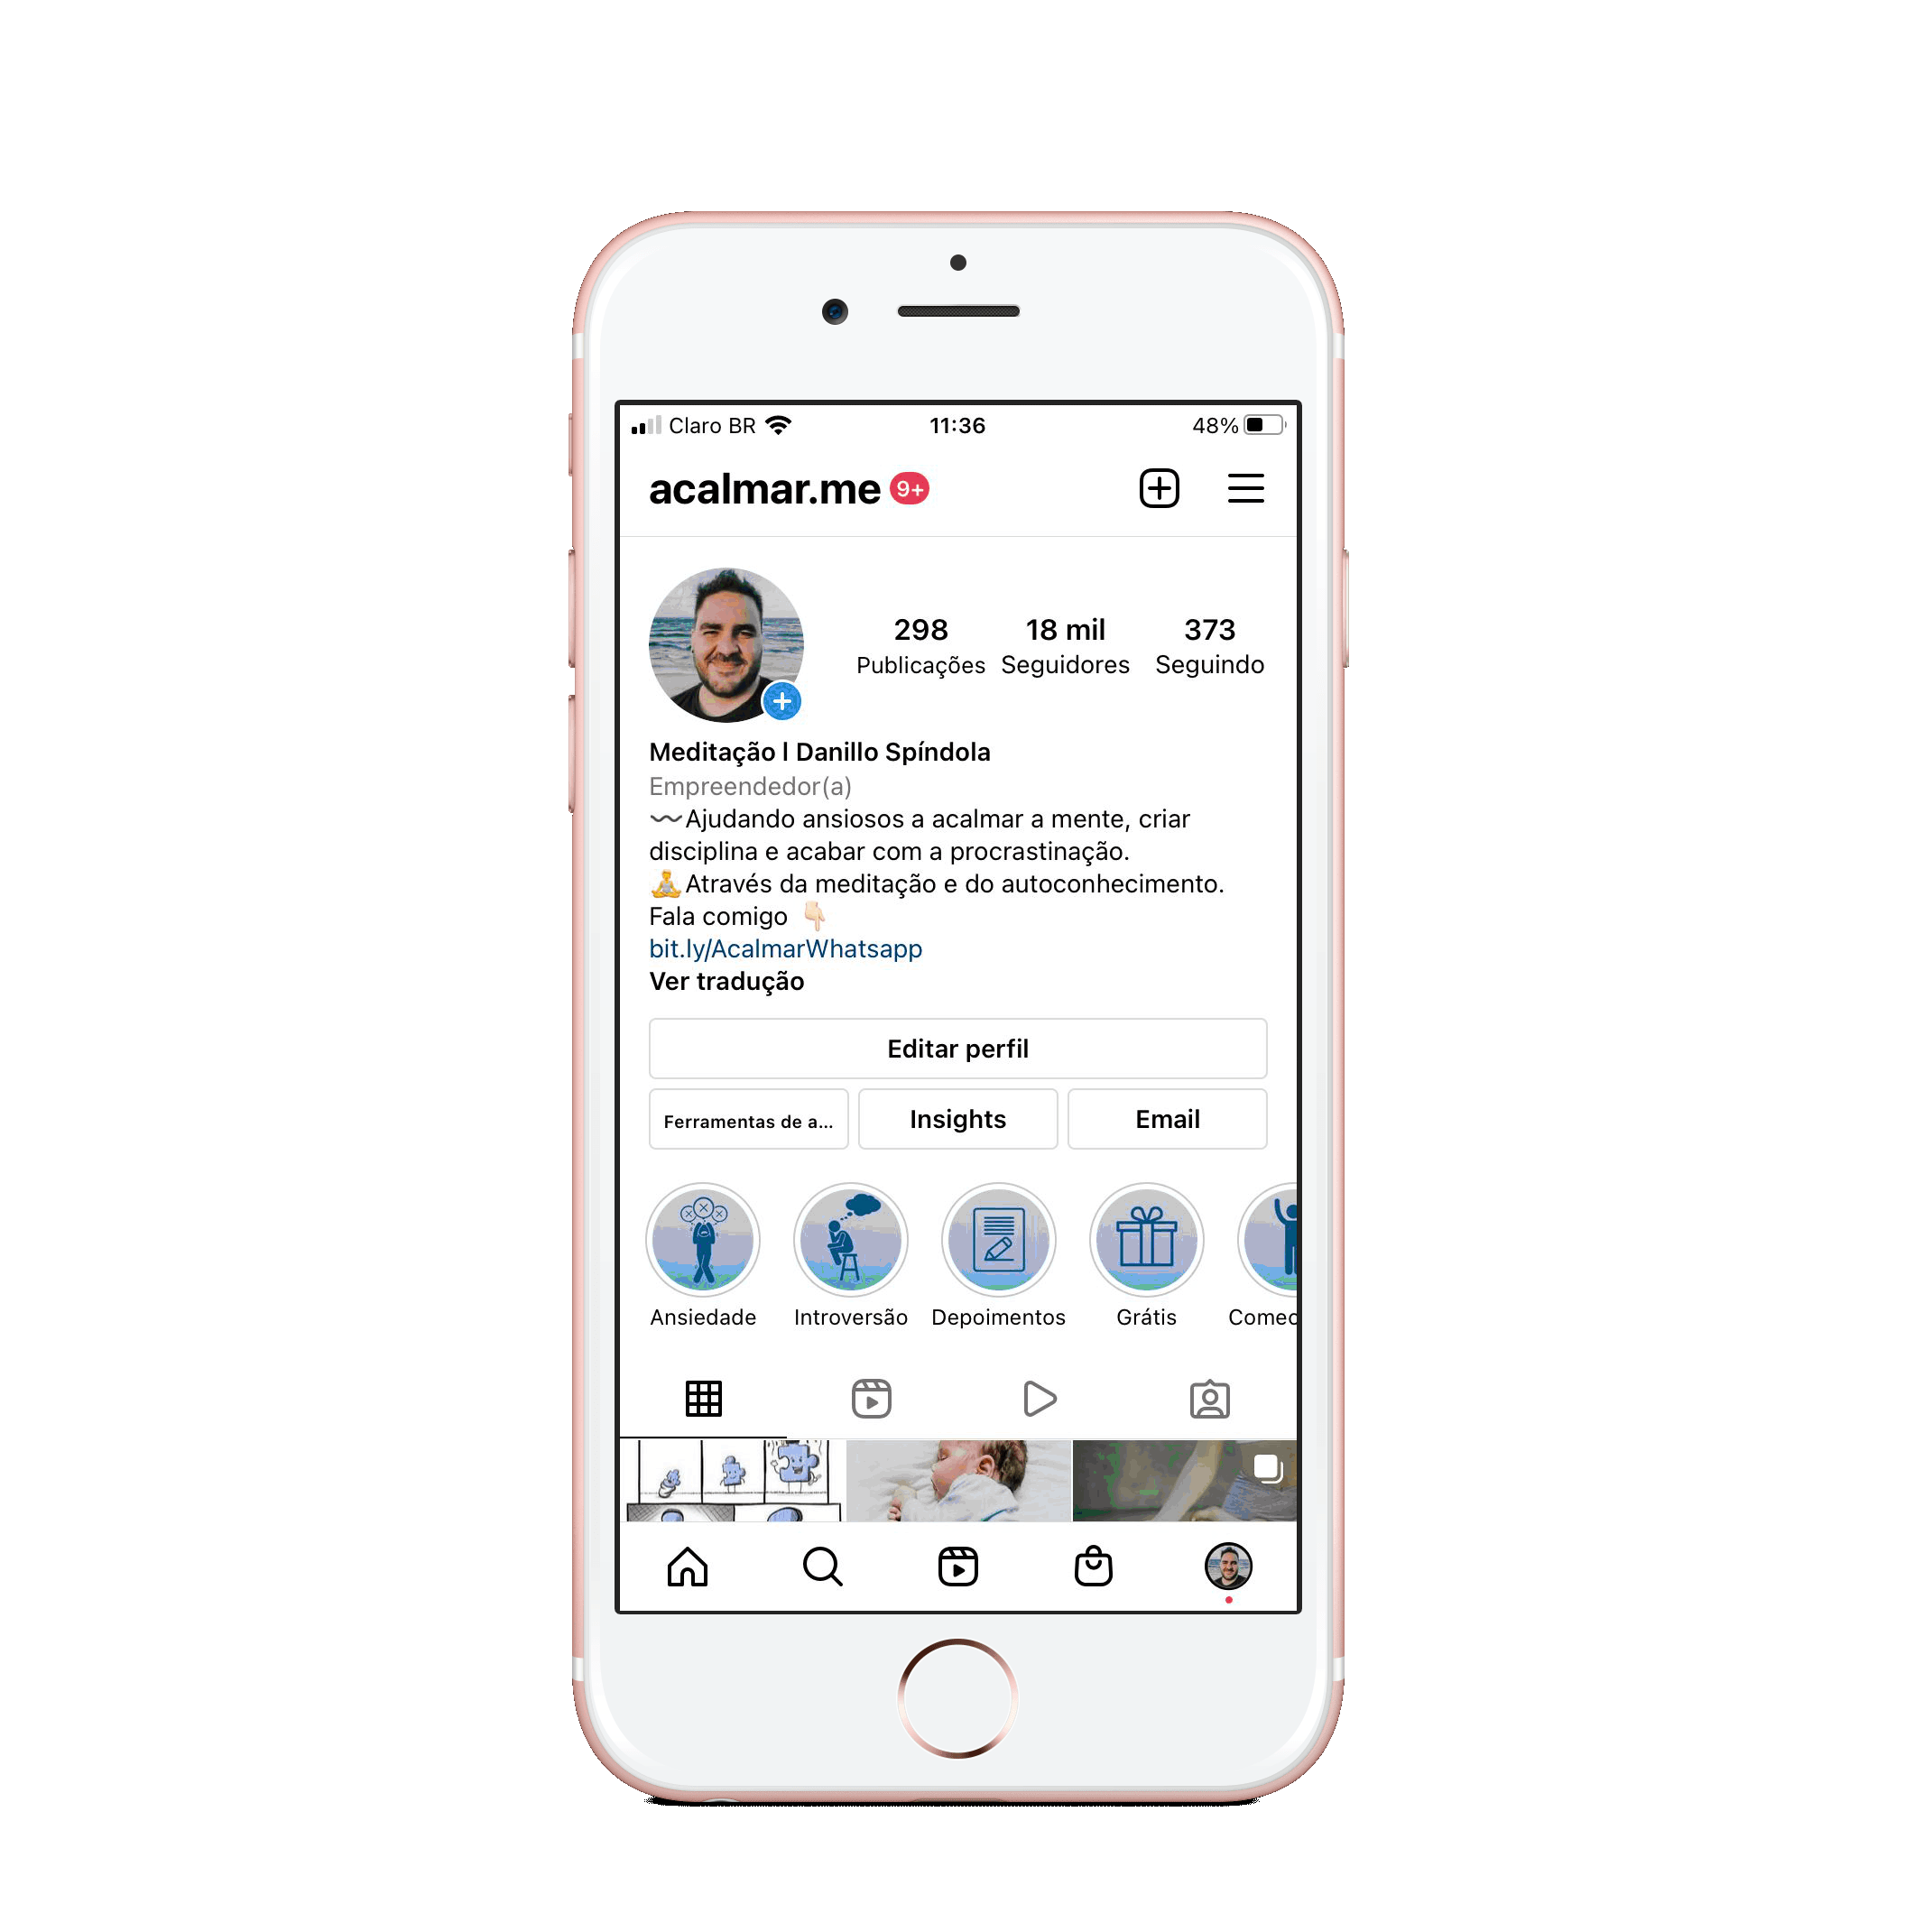 Claro BR 11:36 48%
acalmar.me 9+
298 18 mil 373
Publicações Seguidores Seguindo
Meditação l Danillo Spíndola
Empreendedor(a)
〰️Ajudando ansiosos a acalmar a mente, criar
disciplina e acabar com a procrastinação.
🧘Através da meditação e do autoconhecimento.
Fala comigo 👇🏻
bit.ly/AcalmarWhatsapp
Ver tradução
Editar perfil
Ferramentas de a... Insights Email
Ansiedade Introversão Depoimentos Grátis Comec